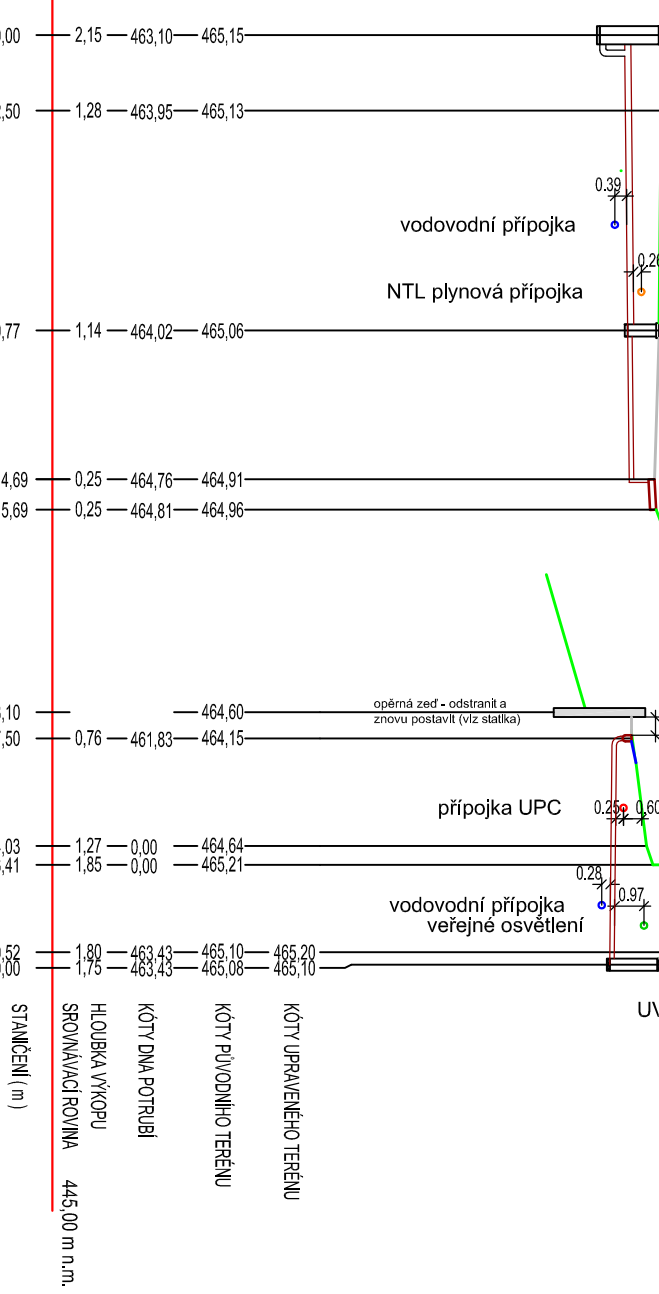 ,00 2,15 463,10 465,15
,50 1,28 463,95 465,13
0.39
vodovodní přípojka
0.26
NTL plynová přípojka
,77 1,14 464,02 465,06
4,69 0,25 464,76 464,91
5,69 0,25 464,81 464,96
,10 464,60
opěrná zeď - odstranit a
znovu postavit (viz statika)
,50 0,76 461,83 464,15
přípojka UPC
0.25 0.60
,03 1,27 0,00 464,64
,41 1,85 0,00 465,21
0.28
0.97
vodovodní přípojka
veřejné osvětlení
,52 1,80 463,43 465,10 465,20
,00 1,75 463,43 465,08 465,10
UV
STANIČENÍ ( m )
SROVNÁVACÍ ROVINA 445,00 m n.m.
HLOUBKA VÝKOPU
KÓTY DNA POTRUBÍ
KÓTY PŮVODNÍHO TERÉNU
KÓTY UPRAVENÉHO TERÉNU